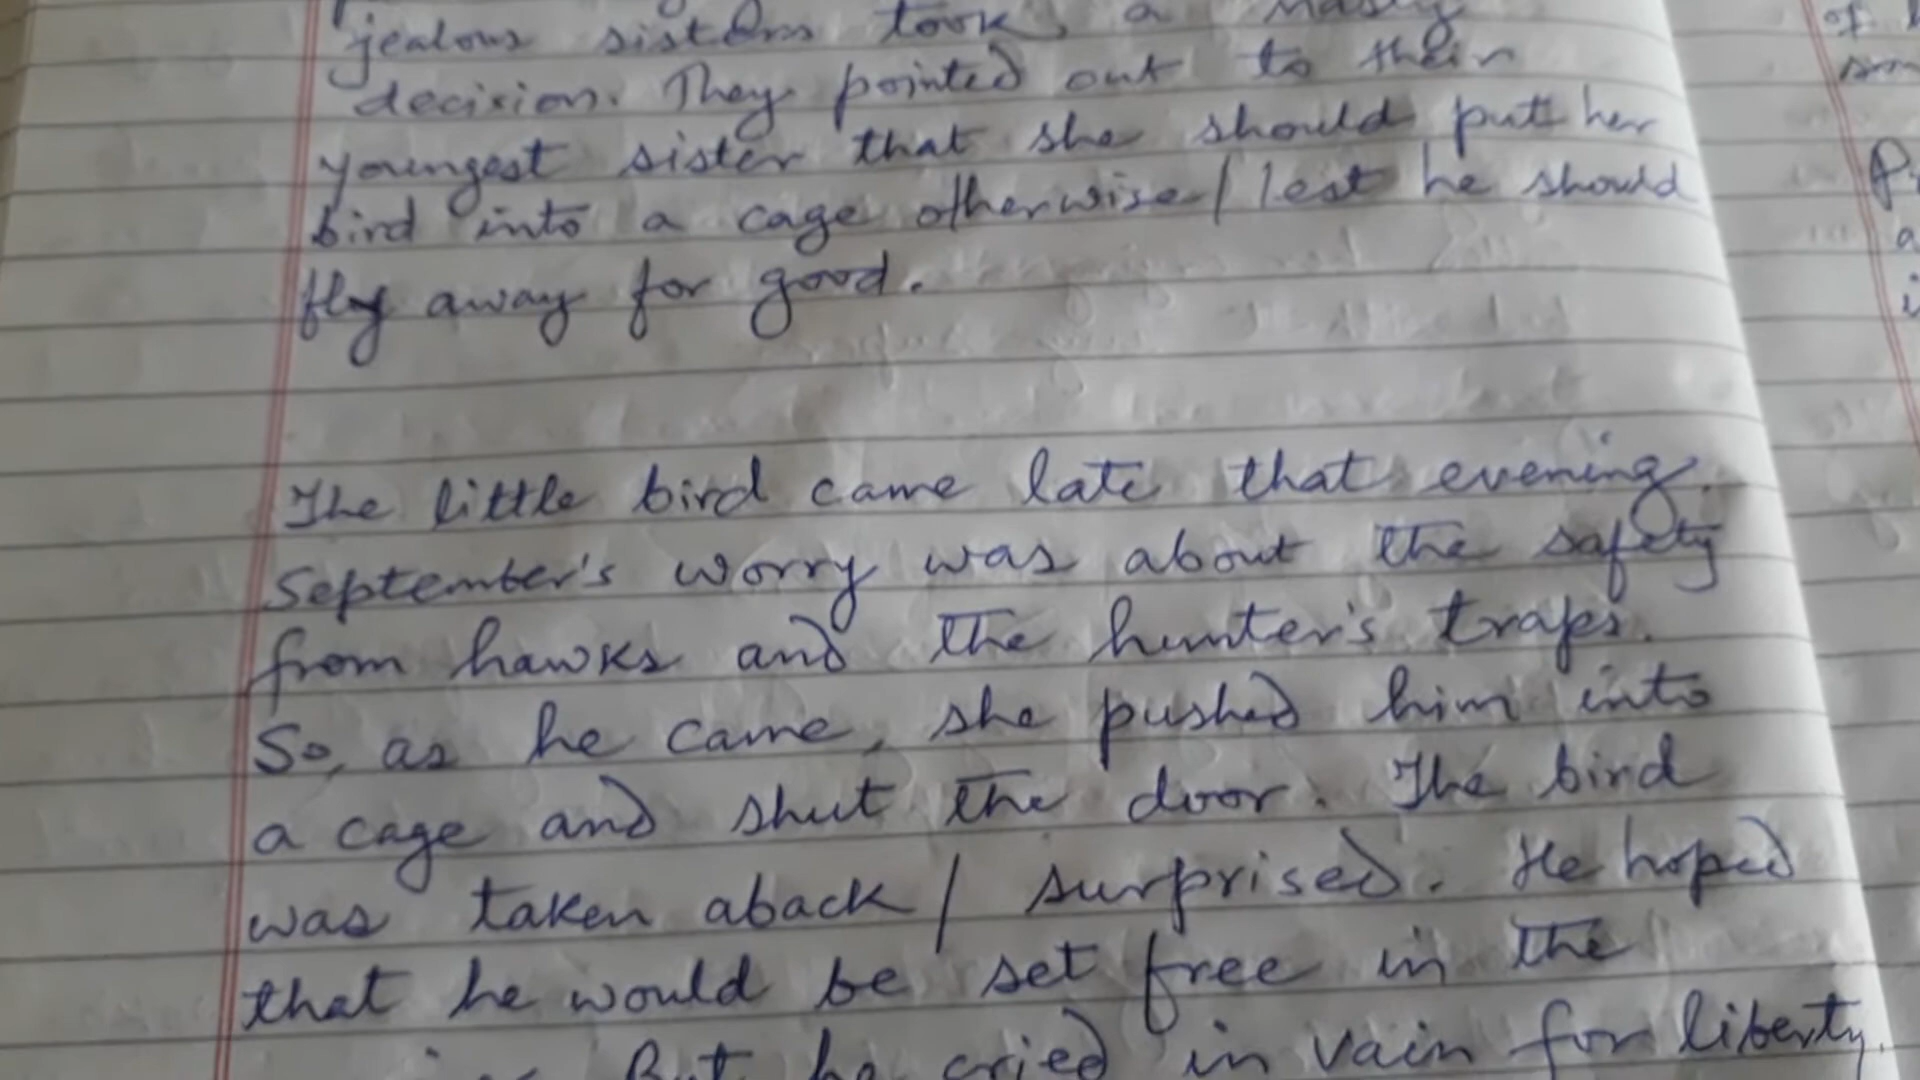 jealous sisters took a nasty
decision. They pointed out to their
youngest sister that she should put her
bird into a cage otherwise / lest he should
fly away for good.
The little bird came late that evening.
September's worry was about the safety
from hawks and the hunter's traps.
So, as he came, she pushed him into
a cage and shut the door. The bird
was taken aback / surprised. He hoped
that he would be set free in the
But he cried in vain for liberty.
of
a